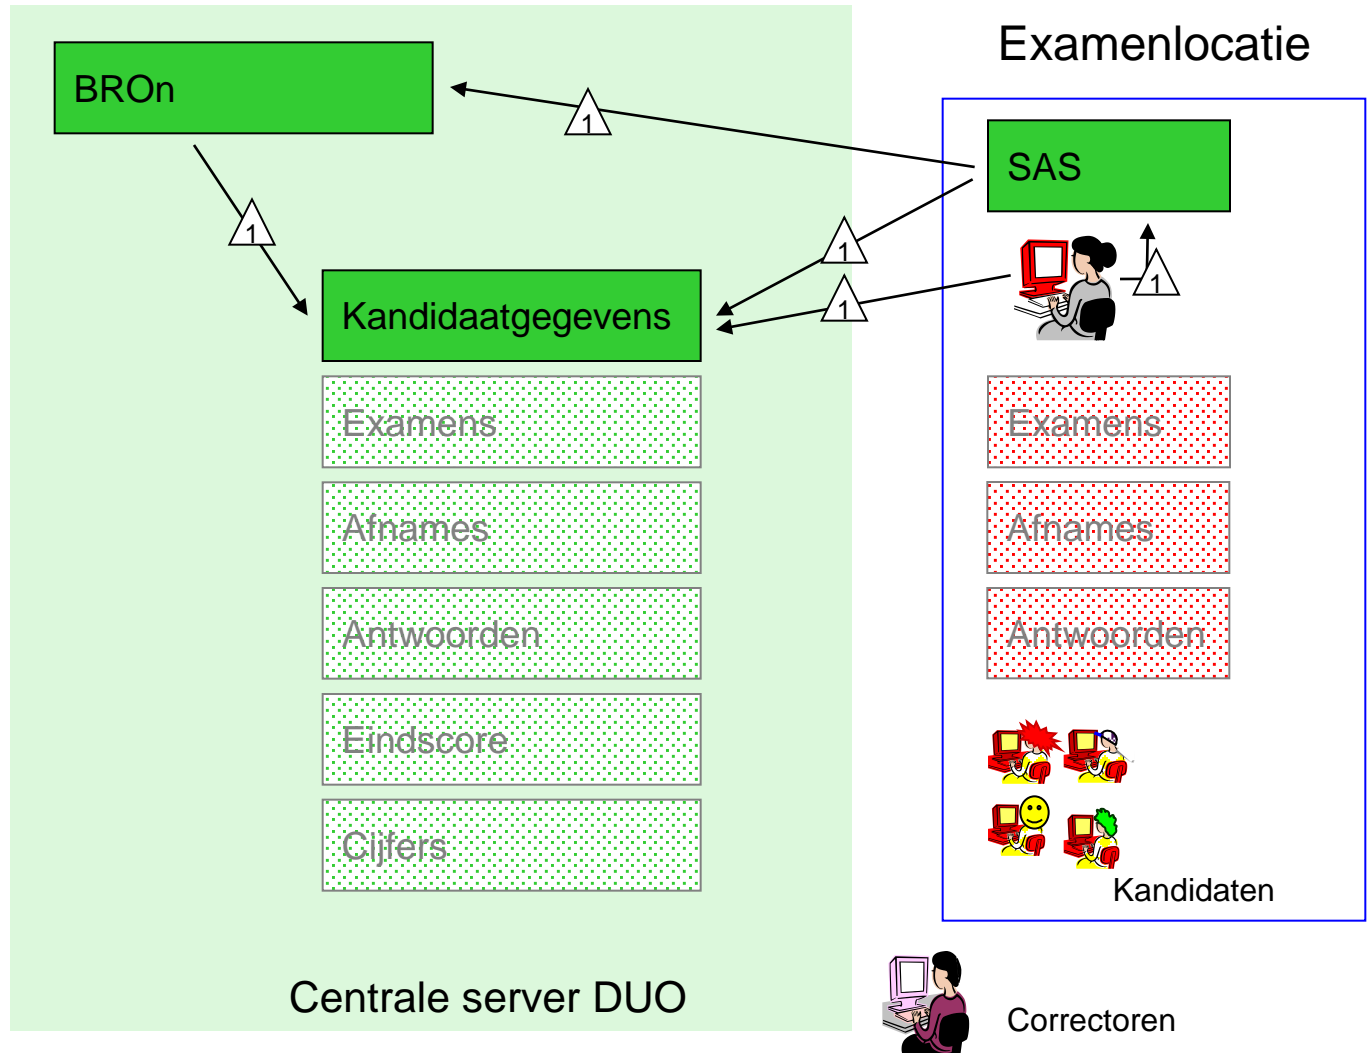 Examenlocatie
BROn
1
SAS
1
1
1
1
Kandidaatgegevens
Examens
Examens
Afnames
Afnames
Antwoorden
Antwoorden
Eindscore
Cijfers
Kandidaten
Centrale server DUO
Correctoren